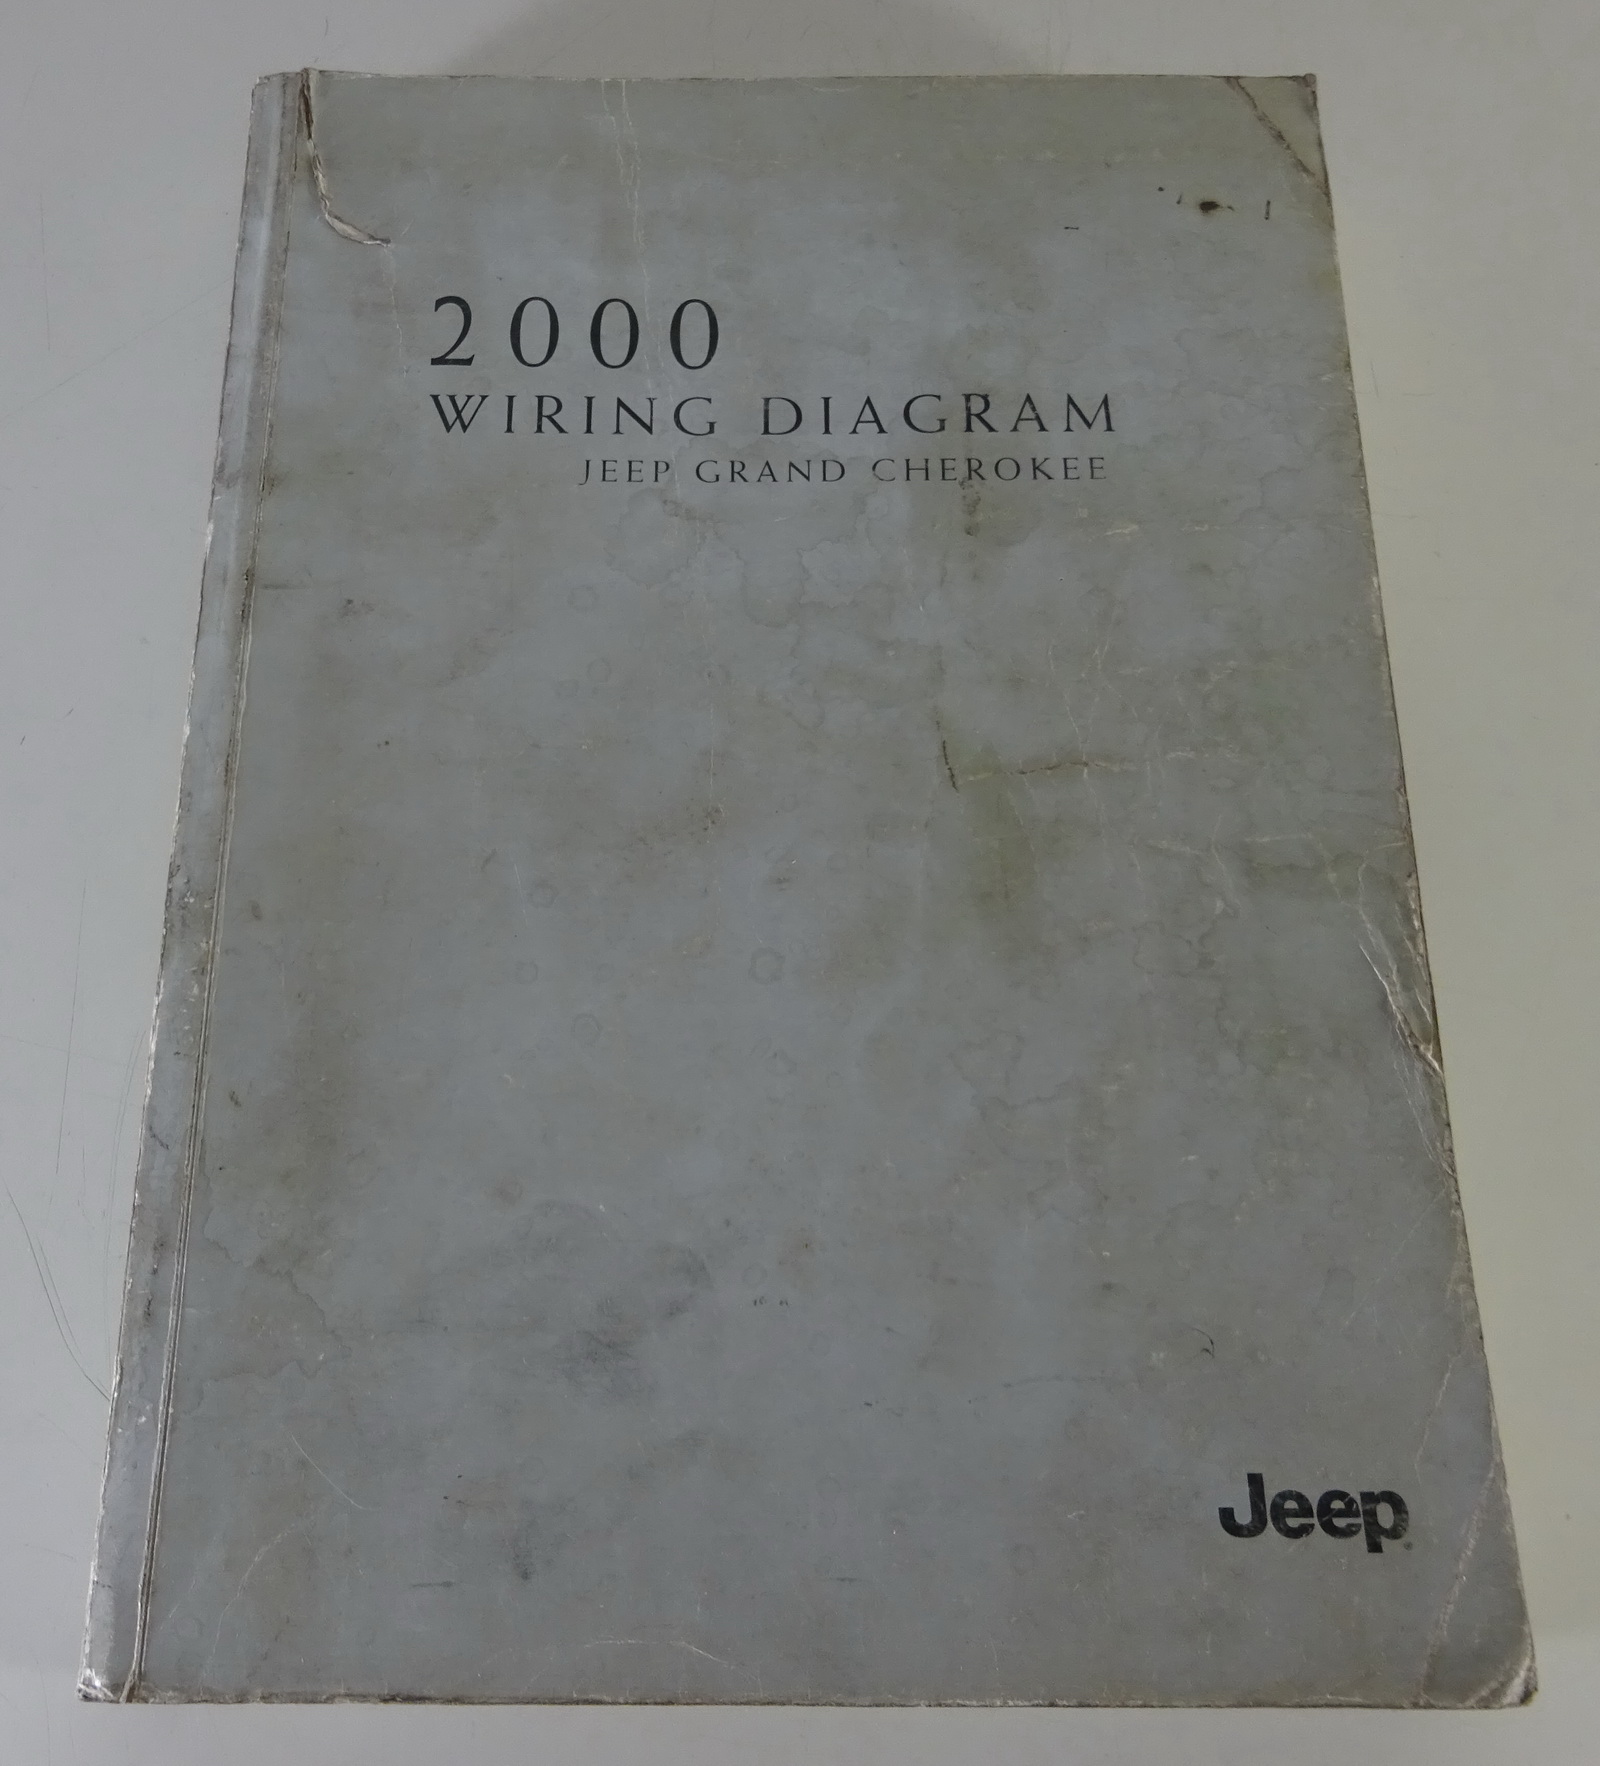 2000
WIRING DIAGRAM
JEEP GRAND CHEROKEE
Jeep